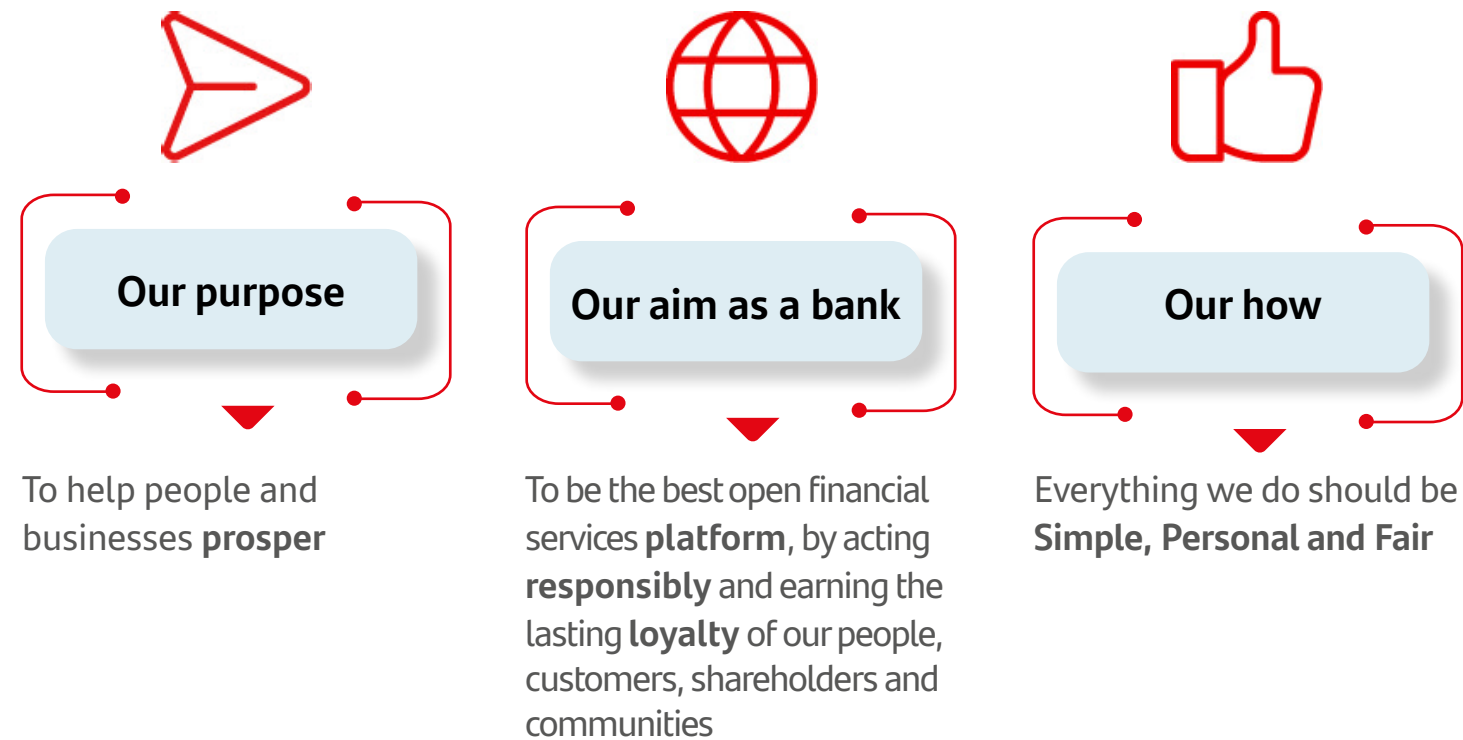 Our purpose
To help people and
businesses prosper
Our aim as a bank
To be the best open financial
services platform, by acting
responsibly and earning the
lasting loyalty of our people,
customers, shareholders and
communities
Our how
Everything we do should be
Simple, Personal and Fair